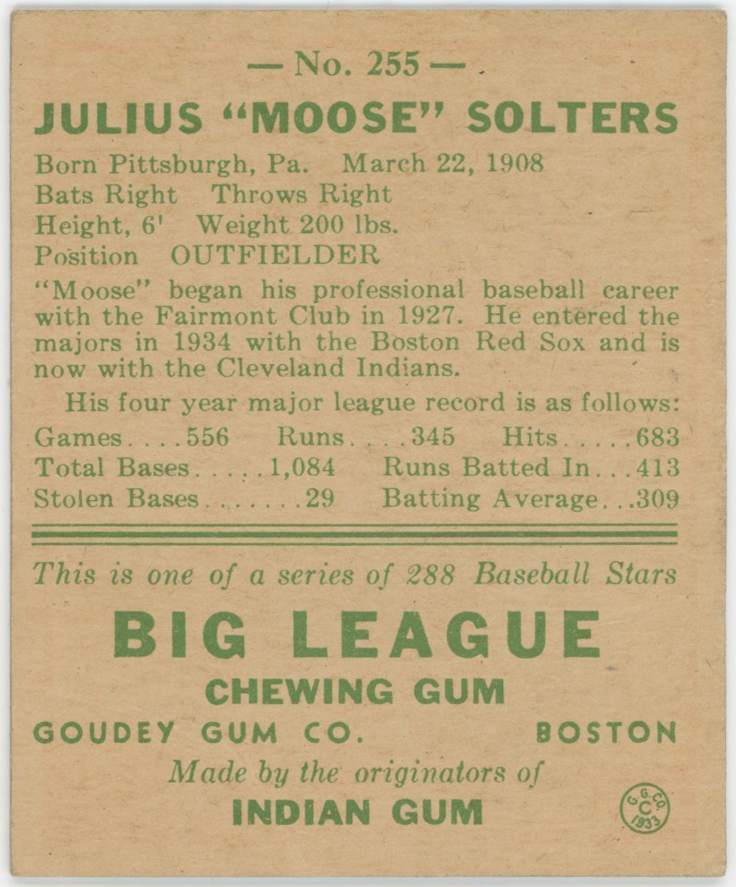 — No. 255 —
JULIUS “MOOSE” SOLTERS
Born Pittsburgh, Pa. March 22, 1908
Bats Right Throws Right
Height, 6' Weight 200 lbs.
Position OUTFIELDER
“Moose” began his professional baseball career
with the Fairmont Club in 1927. He entered the
majors in 1934 with the Boston Red Sox and is
now with the Cleveland Indians.
His four year major league record is as follows:
Games....556 Runs....345 Hits.....683
Total Bases.....1,084 Runs Batted In...413
Stolen Bases.......29 Batting Average...309
This is one of a series of 288 Baseball Stars
BIG LEAGUE
CHEWING GUM
GOUDEY GUM CO. BOSTON
Made by the originators of
INDIAN GUM
G.G.CO.
C
1933